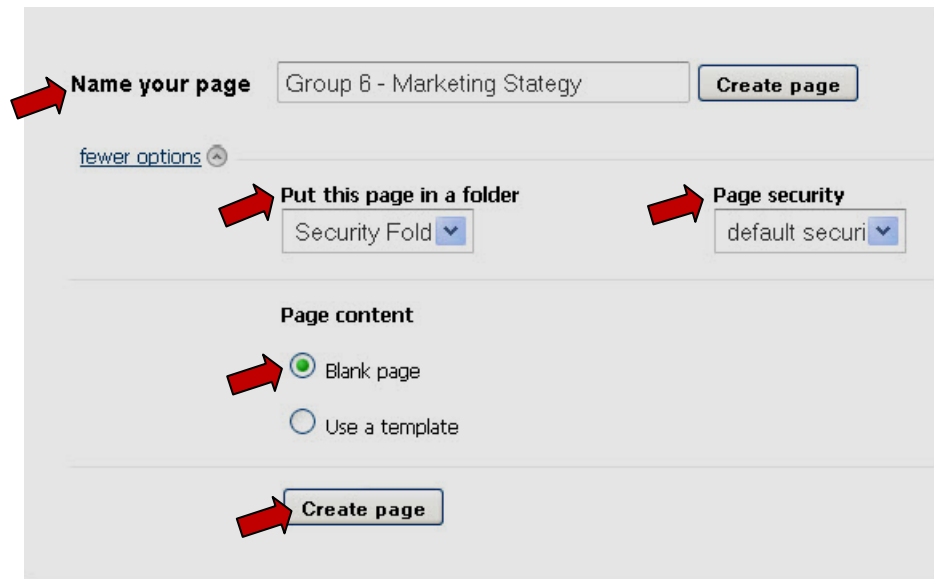 Name your page Group 6 - Marketing Stategy Create page
fewer options
Put this page in a folder Page security
Security Fold default securi
Page content
Blank page
Use a template
Create page